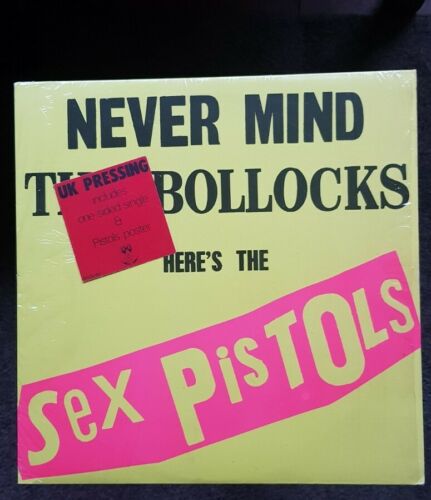 NEVER MIND
TH BOLLOCKS
UK PRESSING
includes
one sided single
&
Pistols poster
HERE'S THE
Sex PISTOLS